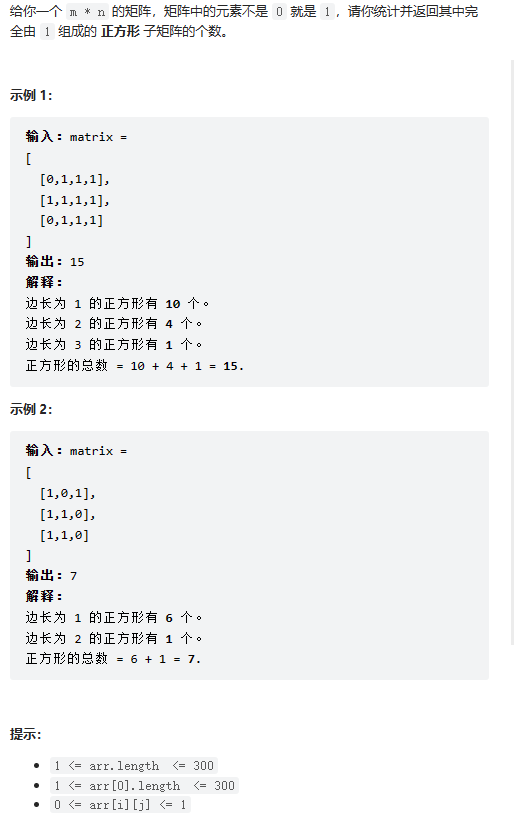 给你一个 m * n 的矩阵，矩阵中的元素不是 0 就是 1，请你统计并返回其中完
全由 1 组成的 正方形 子矩阵的个数。
示例 1：
输入：matrix =
[
  [0,1,1,1],
  [1,1,1,1],
  [0,1,1,1]
]
输出：15
解释：
边长为 1 的正方形有 10 个。
边长为 2 的正方形有 4 个。
边长为 3 的正方形有 1 个。
正方形的总数 = 10 + 4 + 1 = 15.
示例 2：
输入：matrix =
[
  [1,0,1],
  [1,1,0],
  [1,1,0]
]
输出：7
解释：
边长为 1 的正方形有 6 个。
边长为 2 的正方形有 1 个。
正方形的总数 = 6 + 1 = 7.
提示：
• 1 <= arr.length <= 300
• 1 <= arr[0].length <= 300
• 0 <= arr[i][j] <= 1